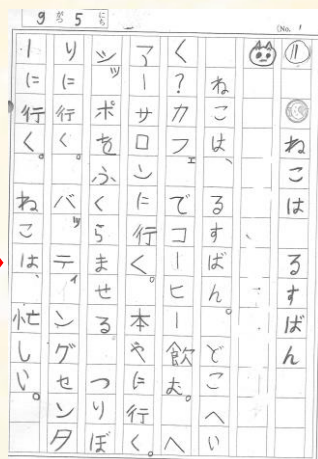 9がつ5にち
(No. 1
⑪ ねこは るすばん
ねこは、るすばん。どこへい
く?カフェでコーヒー飲む。へ
アーサロンに行く。本やに行く。
シッポをふくらませる つりぼ
りに行く。バッティングセンタ
ーに行く。ねこは、忙しい。